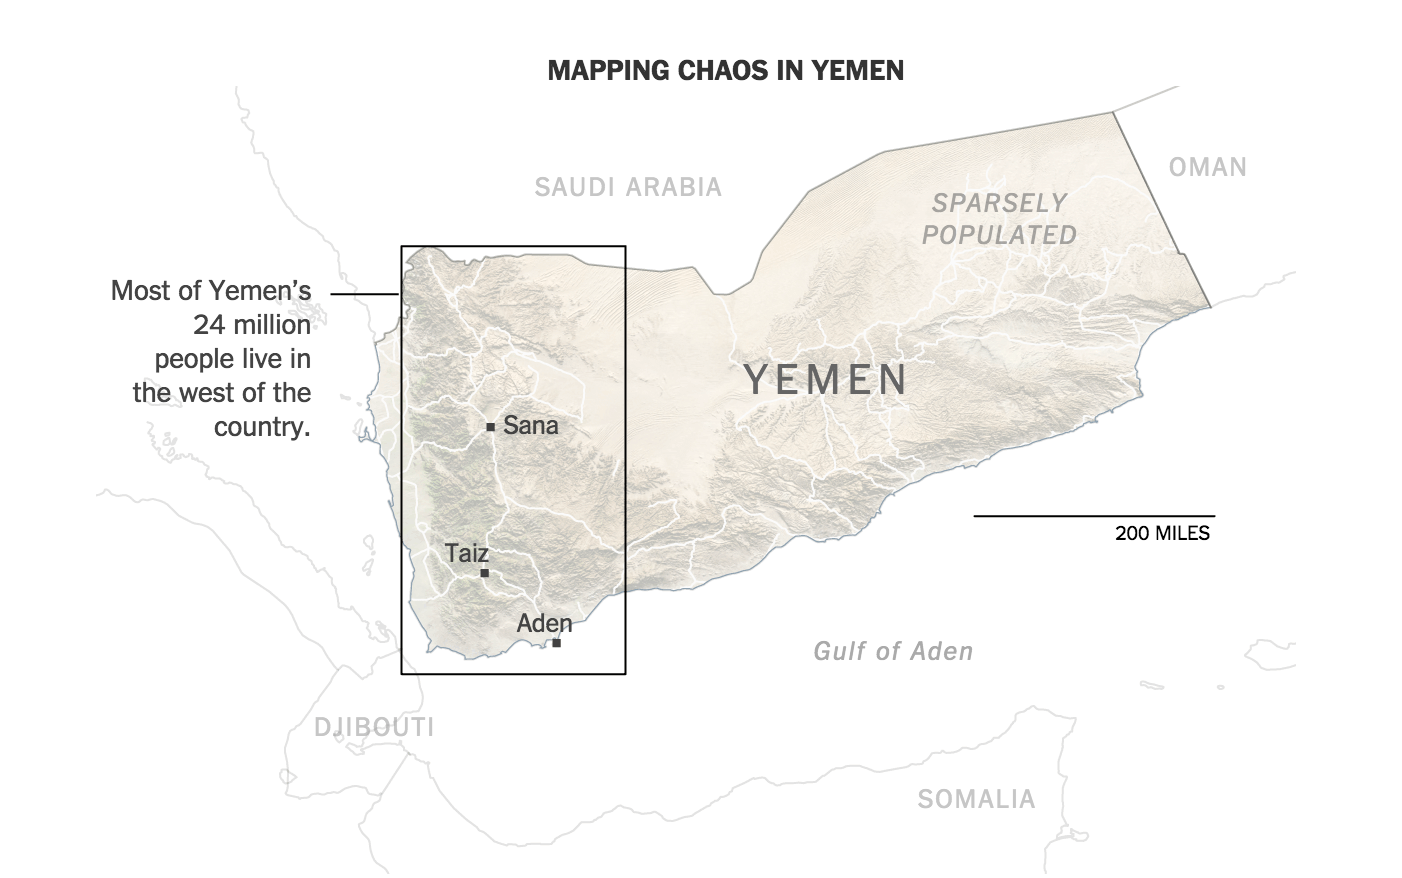 MAPPING CHAOS IN YEMEN
OMAN
SAUDI ARABIA
SPARSELY
POPULATED
Most of Yemen’s
24 million
people live in
the west of the
country.
YEMEN
Sana
200 MILES
Taiz
Aden
Gulf of Aden
DJIBOUTI
SOMALIA